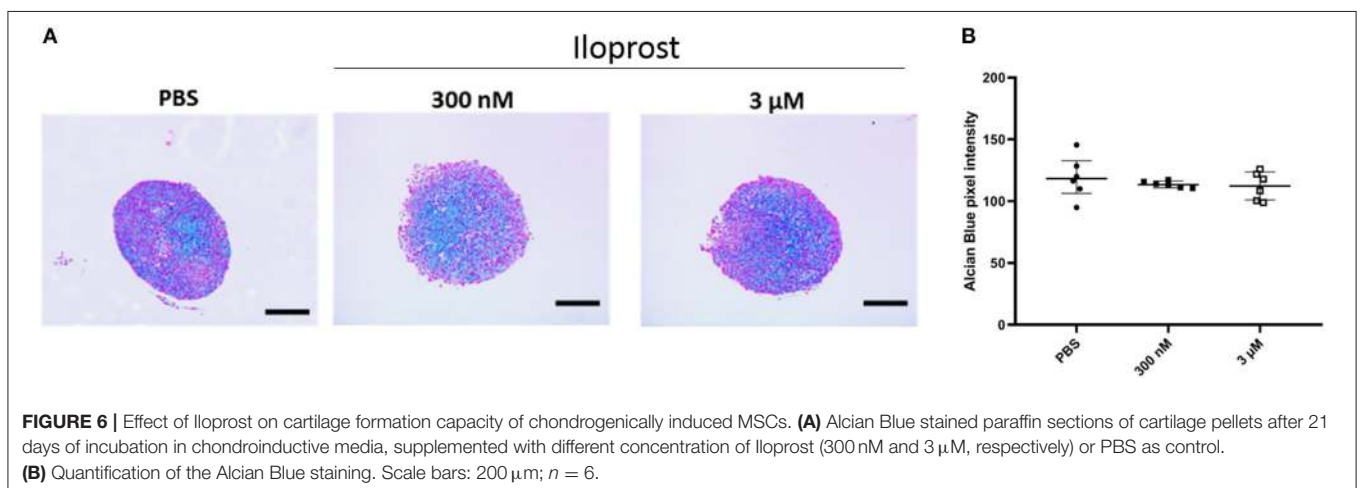 A
Iloprost
PBS
300 nM
3 µM
B
Alcian Blue pixel intensity
200
150
100
50
0
PBS
300 nM
3 µM
FIGURE 6 | Effect of Iloprost on cartilage formation capacity of chondrogenically induced MSCs. (A) Alcian Blue stained paraffin sections of cartilage pellets after 21
days of incubation in chondroinductive media, supplemented with different concentration of Iloprost (300 nM and 3 µM, respectively) or PBS as control.
(B) Quantification of the Alcian Blue staining. Scale bars: 200 µm; n = 6.